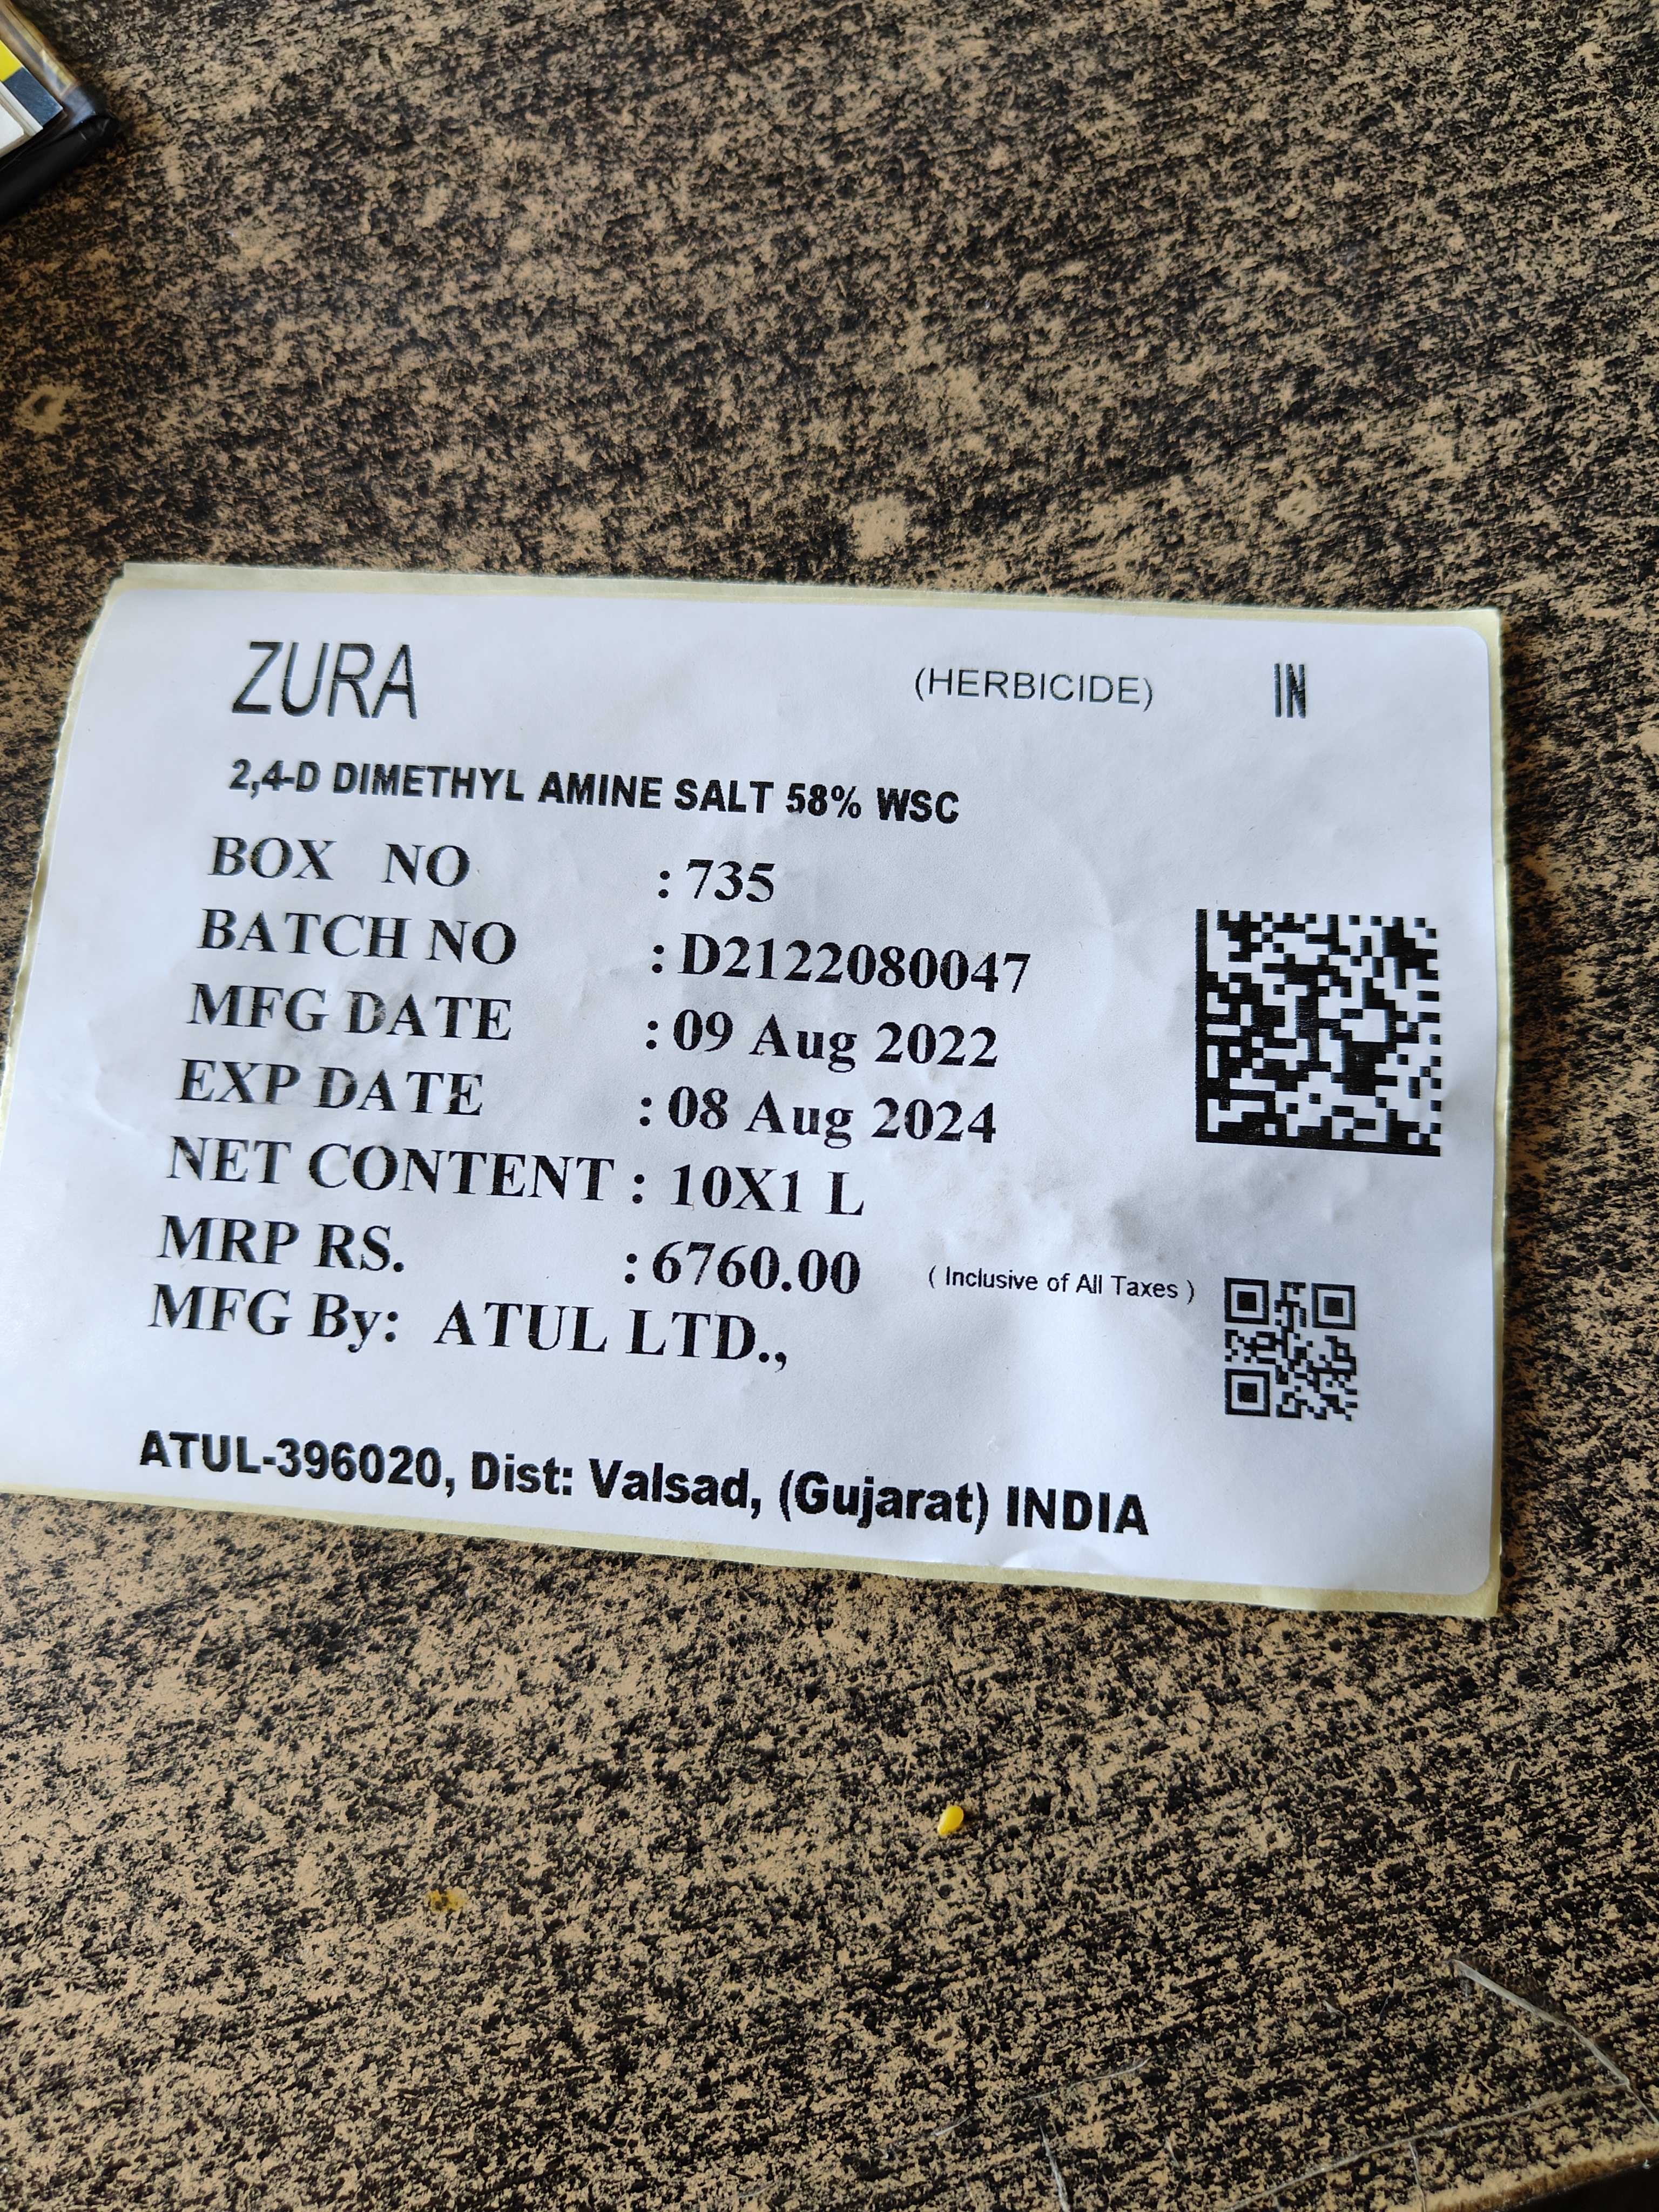 ZURA (HERBICIDE) IN
2,4-D DIMETHYL AMINE SALT 58% WSC
BOX NO : 735
BATCH NO : D2122080047
MFG DATE : 09 Aug 2022
EXP DATE : 08 Aug 2024
NET CONTENT : 10X1 L
MRP RS. : 6760.00 ( Inclusive of All Taxes )
MFG By: ATUL LTD.,
ATUL-396020, Dist: Valsad, (Gujarat) INDIA